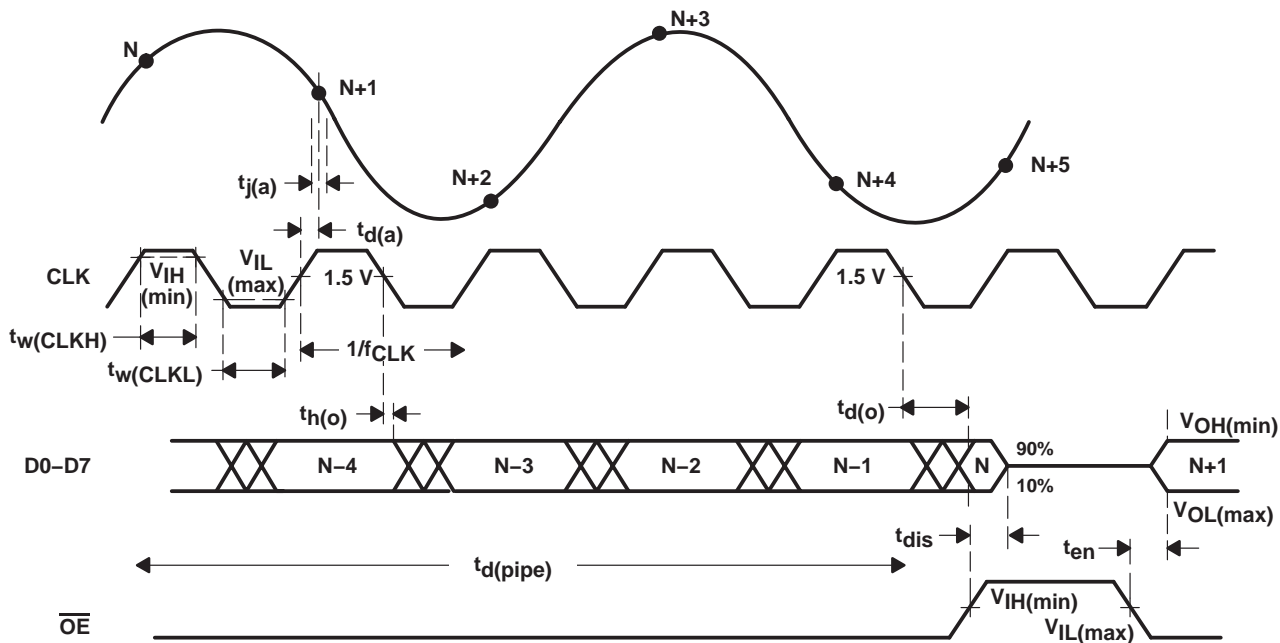 N
N+1
N+2
N+3
N+4
N+5
tj(a)
td(a)
CLK
VIH
(min)
VIL
(max)
1.5 V
1.5 V
tw(CLKH)
tw(CLKL)
1/fCLK
th(o)
td(o)
D0–D7
N–4
N–3
N–2
N–1
N
90%
10%
VOH(min)
N+1
VOL(max)
tdis
ten
td(pipe)
OE
VIH(min)
VIL(max)